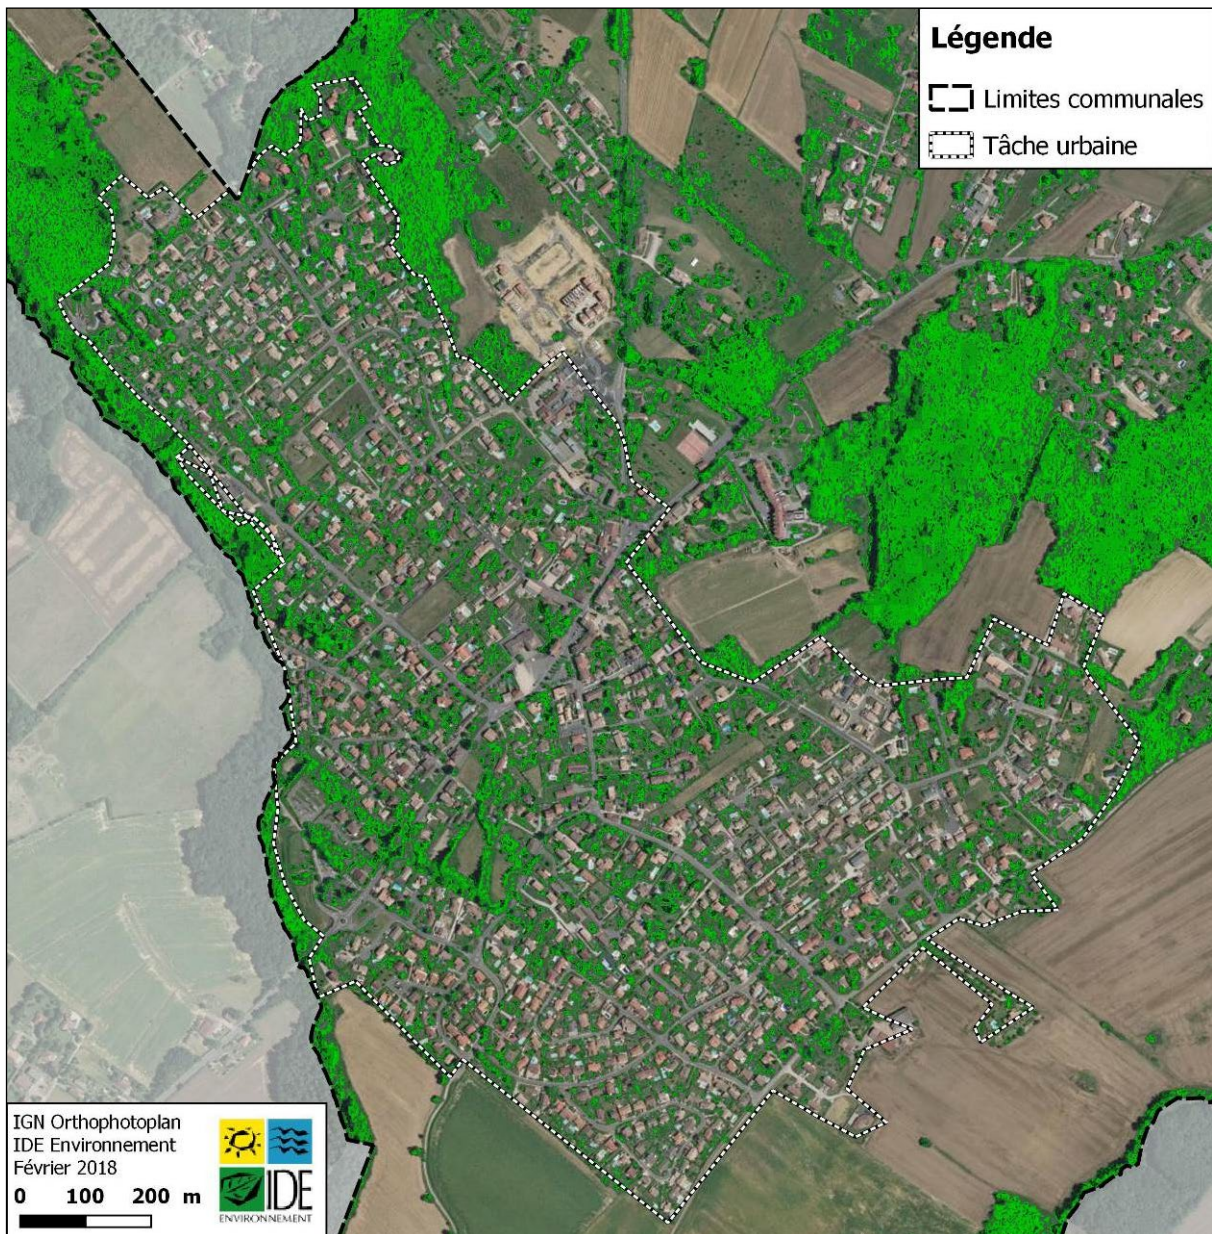 Légende
Limites communales
Tâche urbaine
IGN Orthophotoplan
IDE Environnement
Février 2018
0 100 200 m
IDE
ENVIRONNEMENT